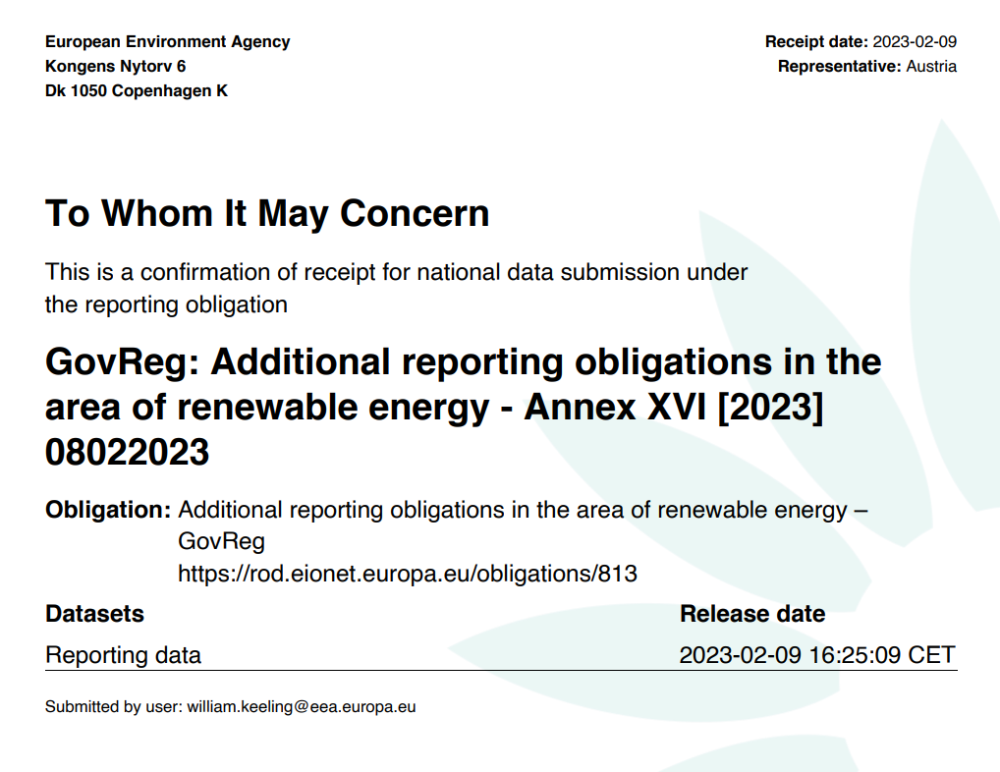 European Environment Agency
Kongens Nytorv 6
Dk 1050 Copenhagen K
Receipt date: 2023-02-09
Representative: Austria
To Whom It May Concern
This is a confirmation of receipt for national data submission under
the reporting obligation
GovReg: Additional reporting obligations in the
area of renewable energy - Annex XVI [2023]
08022023
Obligation: Additional reporting obligations in the area of renewable energy –
GovReg
https://rod.eionet.europa.eu/obligations/813
Datasets Release date
Reporting data 2023-02-09 16:25:09 CET
Submitted by user: william.keeling@eea.europa.eu